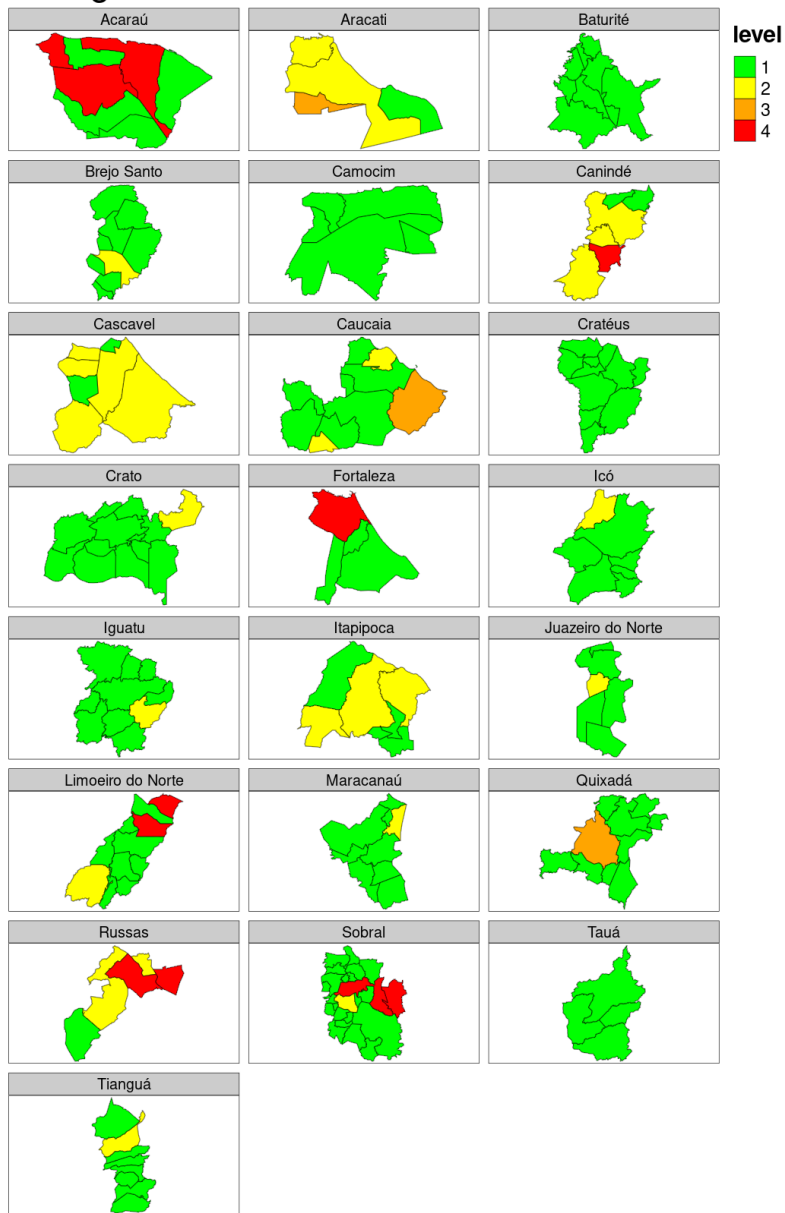 Acaraú
Aracati
Baturité
level
1
2
3
4
Brejo Santo
Camocim
Canindé
Cascavel
Caucaia
Cratéus
Crato
Fortaleza
Icó
Iguatu
Itapipoca
Juazeiro do Norte
Limoeiro do Norte
Maracanaú
Quixadá
Russas
Sobral
Tauá
Tianguá